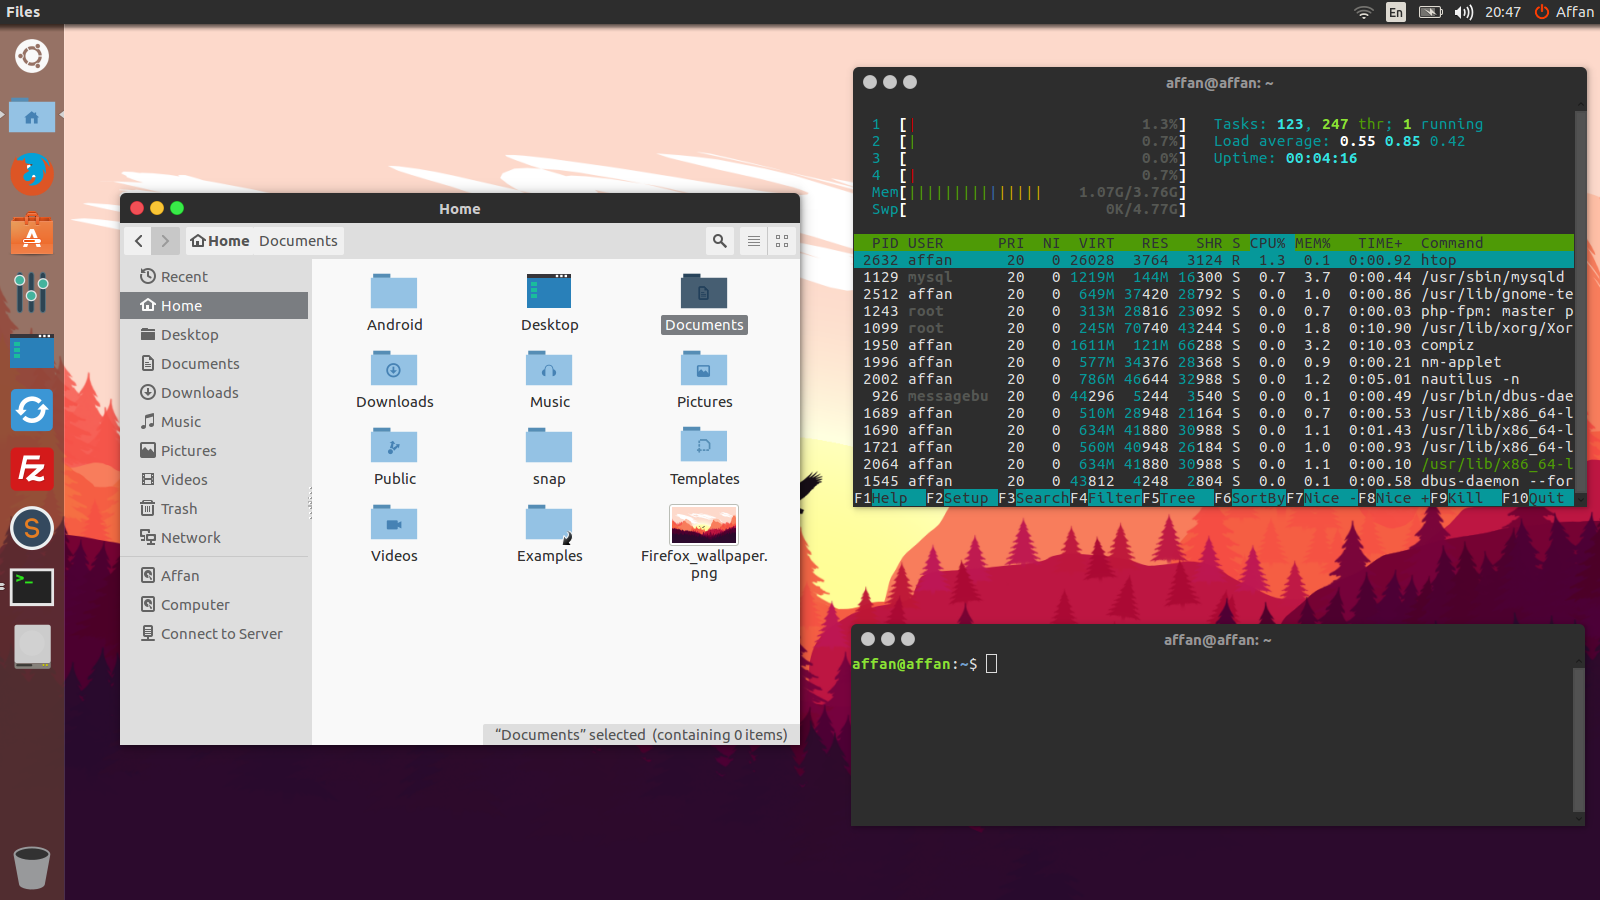 Files
En
20:47
Affan
Home
Home Documents
Recent
Home
Desktop
Documents
Downloads
Music
Pictures
Videos
Trash
Network
Affan
Computer
Connect to Server
Android
Desktop
Documents
Downloads
Music
Pictures
Public
snap
Templates
Videos
Examples
Firefox_wallpaper.
png
“Documents” selected (containing 0 items)
affan@affan: ~
1 [| 1.3%] Tasks: 123, 247 thr; 1 running
2 [| 0.7%] Load average: 0.55 0.85 0.42
3 [ 0.0%] Uptime: 00:04:16
4 [| 0.7%]
Mem[||||||||||||||| 1.07G/3.76G]
Swp[ 0K/4.77G]
PID USER PRI NI VIRT RES SHR S CPU% MEM% TIME+ Command
2632 affan 20 0 26028 3764 3124 R 1.3 0.1 0:00.92 htop
1129 mysql 20 0 1219M 144M 16300 S 0.7 3.7 0:00.44 /usr/sbin/mysqld
2512 affan 20 0 649M 37420 28792 S 0.0 1.0 0:00.86 /usr/lib/gnome-te
1243 root 20 0 313M 28816 23092 S 0.0 0.7 0:00.03 php-fpm: master p
1099 root 20 0 245M 70740 43244 S 0.0 1.8 0:10.90 /usr/lib/xorg/Xor
1950 affan 20 0 1611M 121M 66288 S 0.0 3.2 0:10.03 compiz
1996 affan 20 0 577M 34376 28368 S 0.0 0.9 0:00.21 nm-applet
2002 affan 20 0 786M 46644 32988 S 0.0 1.2 0:05.01 nautilus -n
926 messagebu 20 0 44296 5244 3540 S 0.0 0.1 0:00.49 /usr/bin/dbus-dae
1689 affan 20 0 510M 28948 21164 S 0.0 0.7 0:00.53 /usr/lib/x86_64-l
1690 affan 20 0 634M 41880 30988 S 0.0 1.1 0:01.43 /usr/lib/x86_64-l
1721 affan 20 0 560M 40948 26184 S 0.0 1.0 0:00.93 /usr/lib/x86_64-l
2064 affan 20 0 634M 41880 30988 S 0.0 1.1 0:00.10 /usr/lib/x86_64-l
1545 affan 20 0 43812 4248 2804 S 0.0 0.1 0:00.58 dbus-daemon --for
F1Help F2Setup F3SearchF4FilterF5Tree F6SortByF7Nice -F8Nice +F9Kill F10Quit
affan@affan: ~
affan@affan:~$